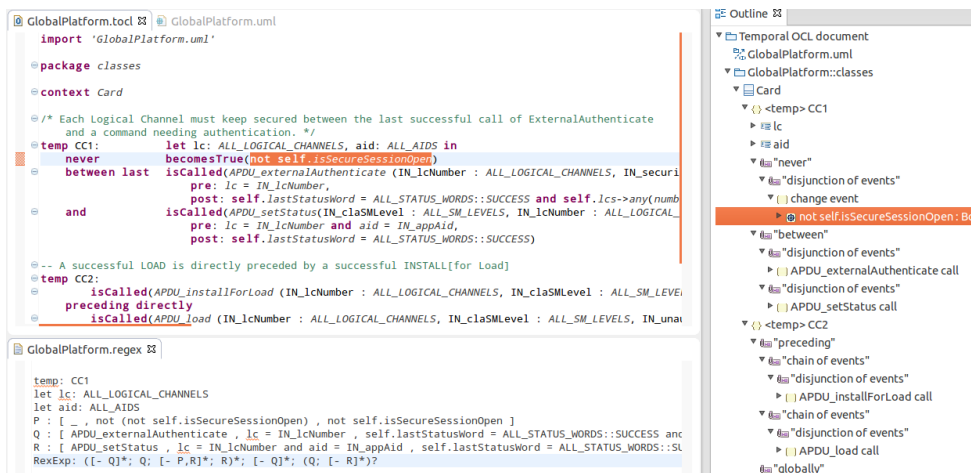 GlobalPlatform.tocl GlobalPlatform.uml
import 'GlobalPlatform.uml'
package classes
context Card
/* Each Logical Channel must keep secured between the last successful call of ExternalAuthenticate
and a command needing authentication. */
temp CC1: let lc: ALL_LOGICAL_CHANNELS, aid: ALL_AIDS in
never becomesTrue(not self.isSecureSessionOpen)
between last isCalled(APDU_externalAuthenticate (IN_lcNumber : ALL_LOGICAL_CHANNELS, IN_securi
pre: lc = IN_lcNumber,
post: self.lastStatusWord = ALL_STATUS_WORDS::SUCCESS and self.lcs->any(numb
and isCalled(APDU_setStatus(IN_claSMLevel : ALL_SM_LEVELS, IN_lcNumber : ALL_LOGICAL_
pre: lc = IN_lcNumber and aid = IN_appAid,
post: self.lastStatusWord = ALL_STATUS_WORDS::SUCCESS)
-- A successful LOAD is directly preceded by a successful INSTALL[for Load]
temp CC2:
isCalled(APDU_installForLoad (IN_lcNumber : ALL_LOGICAL_CHANNELS, IN_claSMLevel : ALL_SM_LEVE
preceding directly
isCalled(APDU_load (IN_lcNumber : ALL_LOGICAL_CHANNELS, IN_claSMLevel : ALL_SM_LEVELS, IN_unau
GlobalPlatform.regex
temp: CC1
let lc: ALL_LOGICAL_CHANNELS
let aid: ALL_AIDS
P : [ _ , not (not self.isSecureSessionOpen) , not self.isSecureSessionOpen ]
Q : [ APDU_externalAuthenticate , lc = IN_lcNumber , self.lastStatusWord = ALL_STATUS_WORDS::SUCCESS and
R : [ APDU_setStatus , lc = IN_lcNumber and aid = IN_appAid , self.lastStatusWord = ALL_STATUS_WORDS::SU
RexExp: ([- Q]*; Q; [- P,R]*; R)*; [- Q]*; (Q; [- R]*)?
Outline
Temporal OCL document
GlobalPlatform.uml
GlobalPlatform::classes
Card
<temp> CC1
lc
aid
"never"
"disjunction of events"
change event
not self.isSecureSessionOpen : Bo
"between"
"disjunction of events"
APDU_externalAuthenticate call
"disjunction of events"
APDU_setStatus call
<temp> CC2
"preceding"
"chain of events"
"disjunction of events"
APDU_installForLoad call
"chain of events"
"disjunction of events"
APDU_load call
"globally"